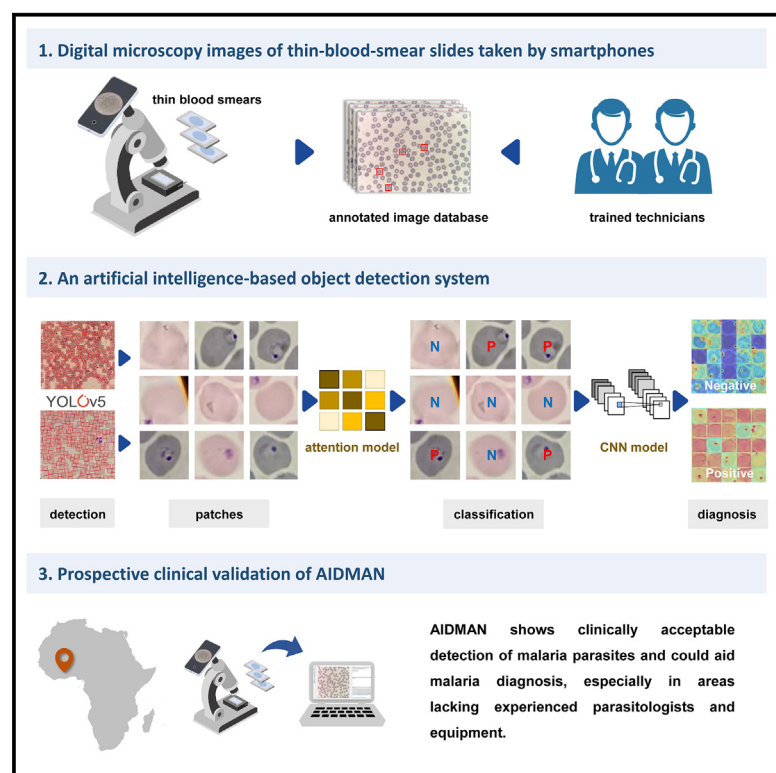 1. Digital microscopy images of thin-blood-smear slides taken by smartphones
thin blood smears
annotated image database
trained technicians
2. An artificial intelligence-based object detection system
YOLOv5
N P P
N N N
P N P
attention model
CNN model
Negative
Positive
detection
patches
classification
diagnosis
3. Prospective clinical validation of AIDMAN
AIDMAN shows clinically acceptable
detection of malaria parasites and could aid
malaria diagnosis, especially in areas
lacking experienced parasitologists and
equipment.